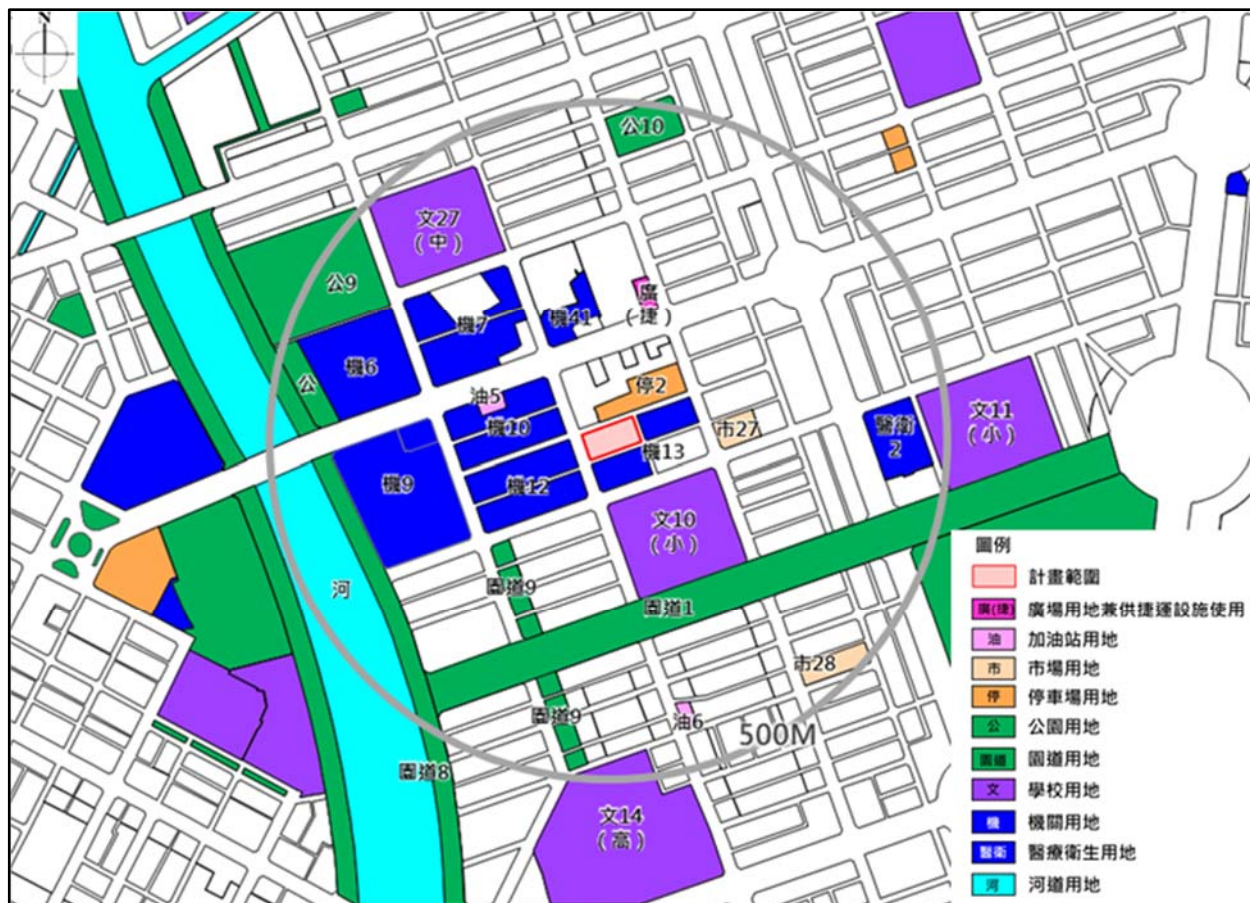 N
公10
文27
(中)
公9
廣
(捷)
機7
機41
機6
公
停2
油5
機10
市27
文11
(小)
醫衛
2
機13
機9
機12
文10
(小)
河
園道9
園道1
市28
園道9
油6
500M
園道8
文14
(高)
圖例
計畫範圍
廣(捷) 廣場用地兼供捷運設施使用
油 加油站用地
市 市場用地
停 停車場用地
公 公園用地
園道 園道用地
文 學校用地
機 機關用地
醫衛 醫療衛生用地
河 河道用地